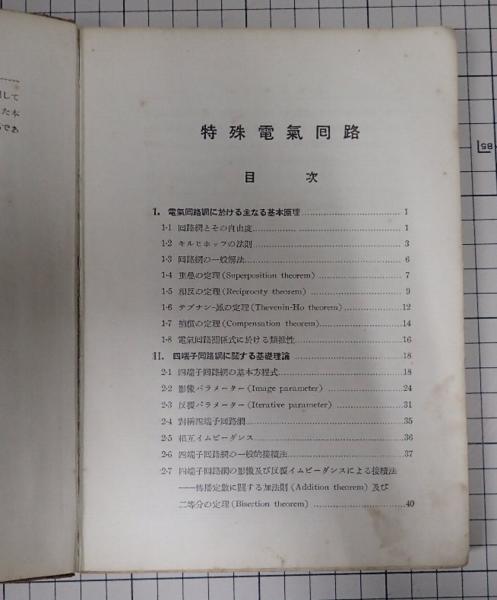 して
た本
であ
特殊電氣回路
目次
I. 電氣回路網に於ける主なる基本原理 1
1·1 回路網とその自由度 1
1·2 キルヒホッフの法則 3
1·3 回路網の一般解法 6
1·4 重疊の定理 (Superposition theorem) 7
1·5 相反の定理 (Reciprocity theorem) 9
1·6 テブナン-鳳の定理 (Thevenin-Ho theorem) 12
1·7 補償の定理 (Compensation theorem) 14
1·8 電氣回路關係式に於ける類推性 16
II. 四端子回路網に關する基礎理論 18
2·1 四端子回路網の基本方程式 18
2·2 影像パラメーター (Image parameter) 24
2·3 反覆パラメーター (Iterative parameter) 31
2·4 對稱四端子回路網 35
2·5 相互イムピーダンス 36
2·6 四端子回路網の一般的接續法 37
2·7 四端子回路網の影像及び反覆イムピーダンスによる接續法
——傳播定數に關する加法則 (Addition theorem) 及び
二等分の定理 (Bisection theorem) 40